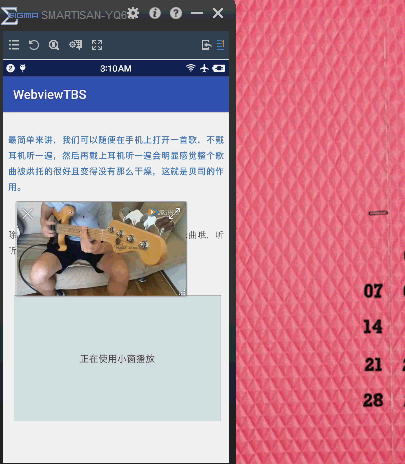 SIGMA SMARTISAN-YQ6
3:10AM
WebviewTBS
最简单来讲，我们可以随便在手机上打开一首歌，不戴
耳机听一遍，然后再戴上耳机听一遍会明显感觉整个歌
曲被烘托的很好且变得没有那么干燥，这就是贝司的作
用。
曲哦，听
听
正在使用小窗播放
一
07
14
21
28